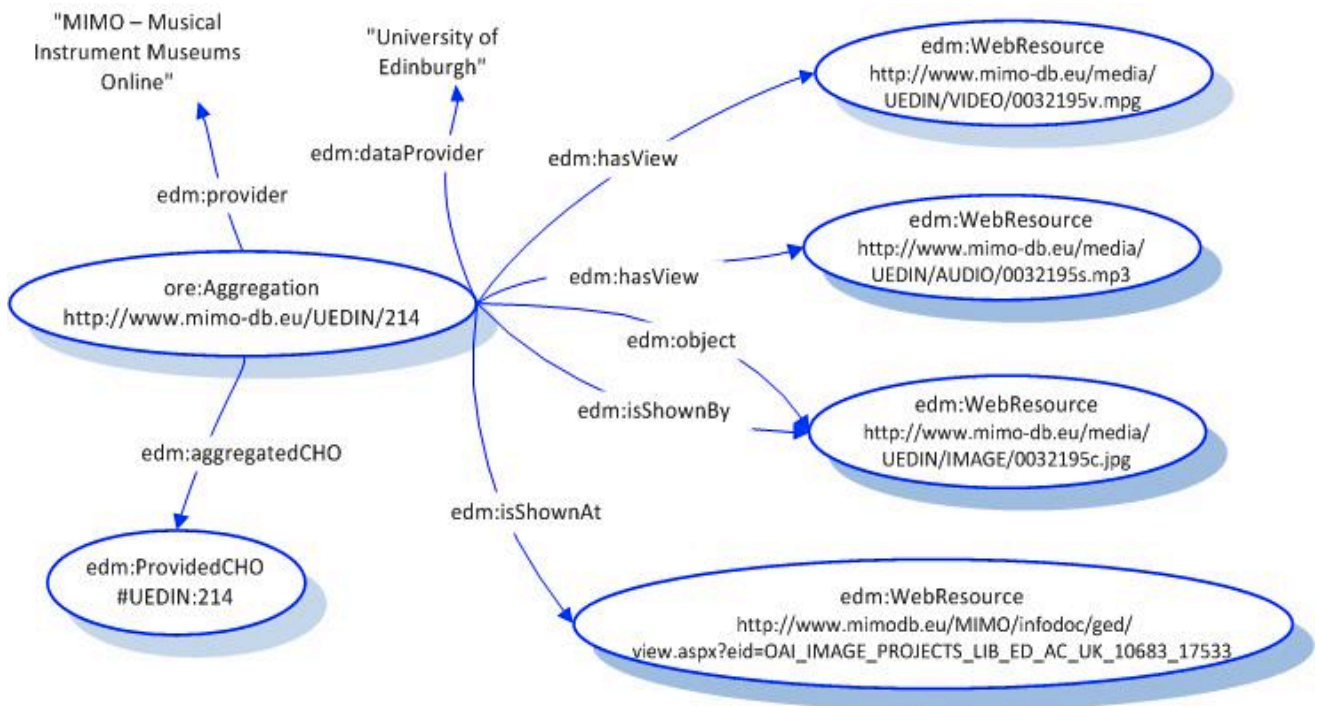 "MIMO – Musical
Instrument Museums
Online"
"University of
Edinburgh"
edm:WebResource
http://www.mimo-db.eu/media/
UEDIN/VIDEO/0032195v.mpg
edm:dataProvider
edm:hasView
edm:provider
edm:WebResource
http://www.mimo-db.eu/media/
UEDIN/AUDIO/0032195s.mp3
edm:hasView
ore:Aggregation
http://www.mimo-db.eu/UEDIN/214
edm:object
edm:isShownBy
edm:WebResource
http://www.mimo-db.eu/media/
UEDIN/IMAGE/0032195c.jpg
edm:aggregatedCHO
edm:isShownAt
edm:ProvidedCHO
#UEDIN:214
edm:WebResource
http://www.mimodb.eu/MIMO/infodoc/ged/
view.aspx?eid=OAI_IMAGE_PROJECTS_LIB_ED_AC_UK_10683_17533